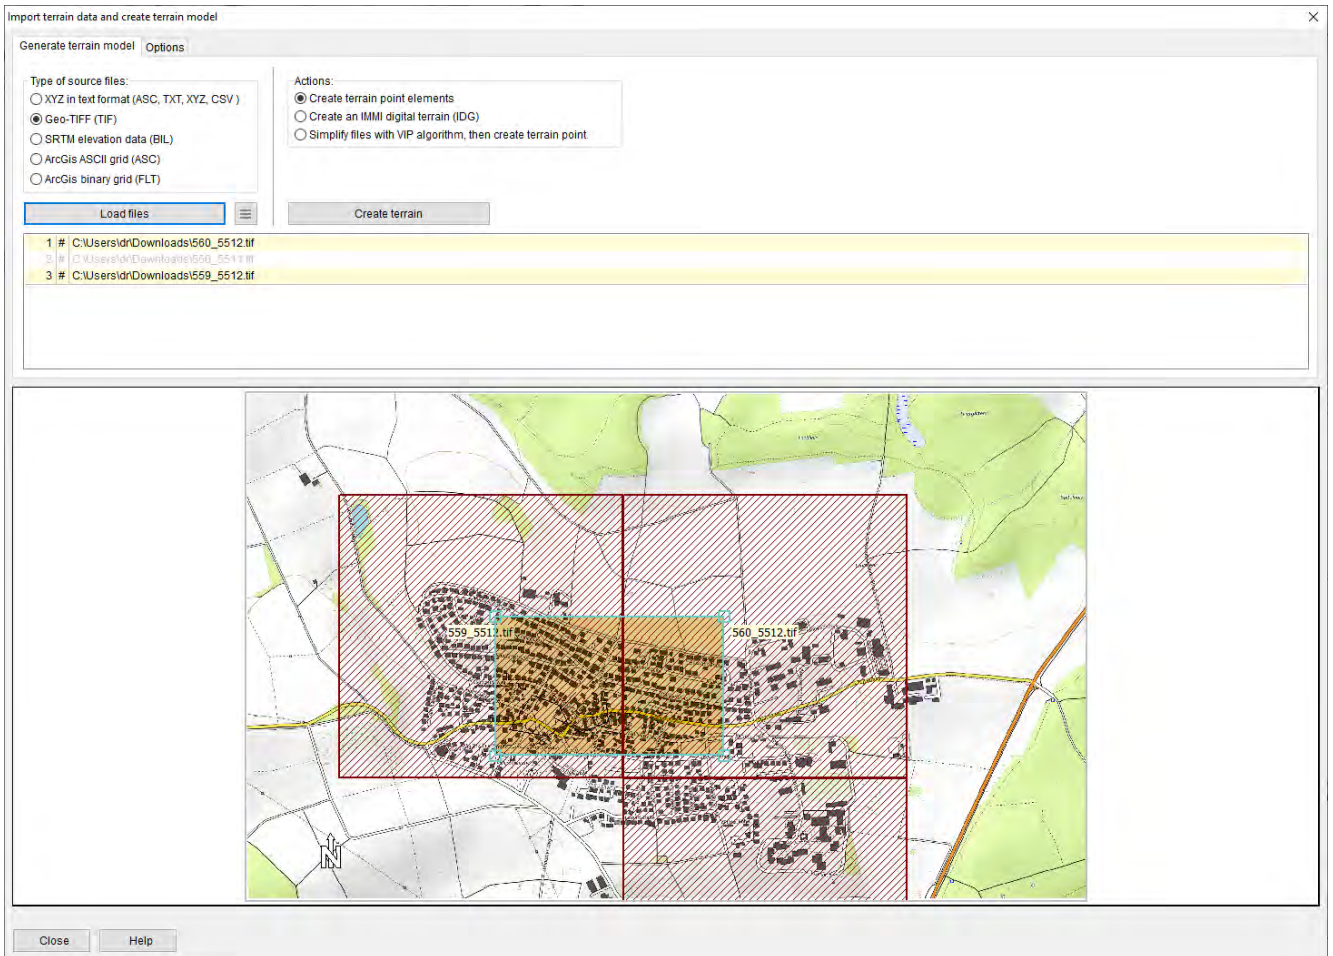 Import terrain data and create terrain model
Generate terrain model Options
Type of source files:
XYZ in text format (ASC, TXT, XYZ, CSV )
Geo-TIFF (TIF)
SRTM elevation data (BIL)
ArcGis ASCII grid (ASC)
ArcGis binary grid (FLT)
Actions:
Create terrain point elements
Create an IMMI digital terrain (IDG)
Simplify files with VIP algorithm, then create terrain point
Load files
Create terrain
1 # C:\Users\dr\Downloads\560_5512.tif
2 # C:\Users\dr\Downloads\560_5511.tif
3 # C:\Users\dr\Downloads\559_5512.tif
559_5512.tif
560_5512.tif
N
Close Help